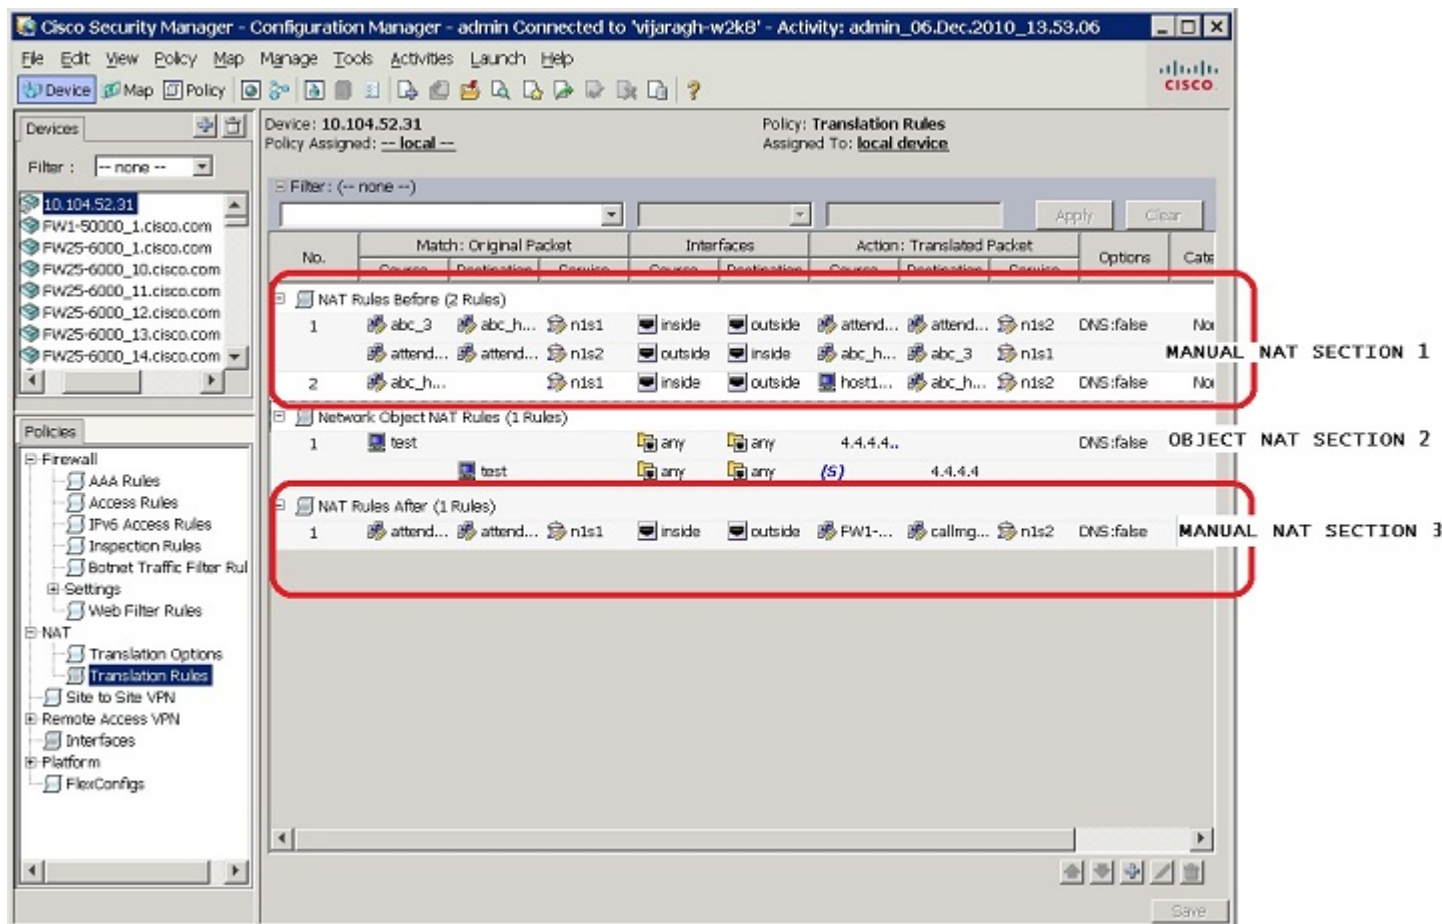 Cisco Security Manager - Configuration Manager - admin Connected to 'vijaragh-w2k8' - Activity: admin_06.Dec.2010_13.53.06
File Edit View Policy Map Manage Tools Activities Launch Help
Device Map Policy
CISCO
Devices
Filter : -- none --
10.104.52.31
FW1-50000_1.cisco.com
FW25-6000_1.cisco.com
FW25-6000_10.cisco.com
FW25-6000_11.cisco.com
FW25-6000_12.cisco.com
FW25-6000_13.cisco.com
FW25-6000_14.cisco.com
Policies
Firewall
AAA Rules
Access Rules
IPv6 Access Rules
Inspection Rules
Botnet Traffic Filter Rul
Settings
Web Filter Rules
NAT
Translation Options
Translation Rules
Site to Site VPN
Remote Access VPN
Interfaces
Platform
FlexConfigs
Device: 10.104.52.31 Policy: Translation Rules
Policy Assigned: -- local -- Assigned To: local device
Filter: (-- none --)
Apply Clear
No. Match: Original Packet Interfaces Action: Translated Packet Options Cate
Source Destination Service Source Destination Source Destination Service
NAT Rules Before (2 Rules)
1 abc_3 abc_h... n1s1 inside outside attend... attend... n1s2 DNS:false Nor
attend... attend... n1s2 outside inside abc_h... abc_3 n1s1
MANUAL NAT SECTION 1
2 abc_h... n1s1 inside outside host1... abc_h... n1s2 DNS:false Nor
Network Object NAT Rules (1 Rules)
1 test any any 4.4.4.4.. DNS:false
OBJECT NAT SECTION 2
test any any (S) 4.4.4.4
NAT Rules After (1 Rules)
1 attend... attend... n1s1 inside outside FW1-... callmg... n1s2 DNS:false
MANUAL NAT SECTION 3
Save